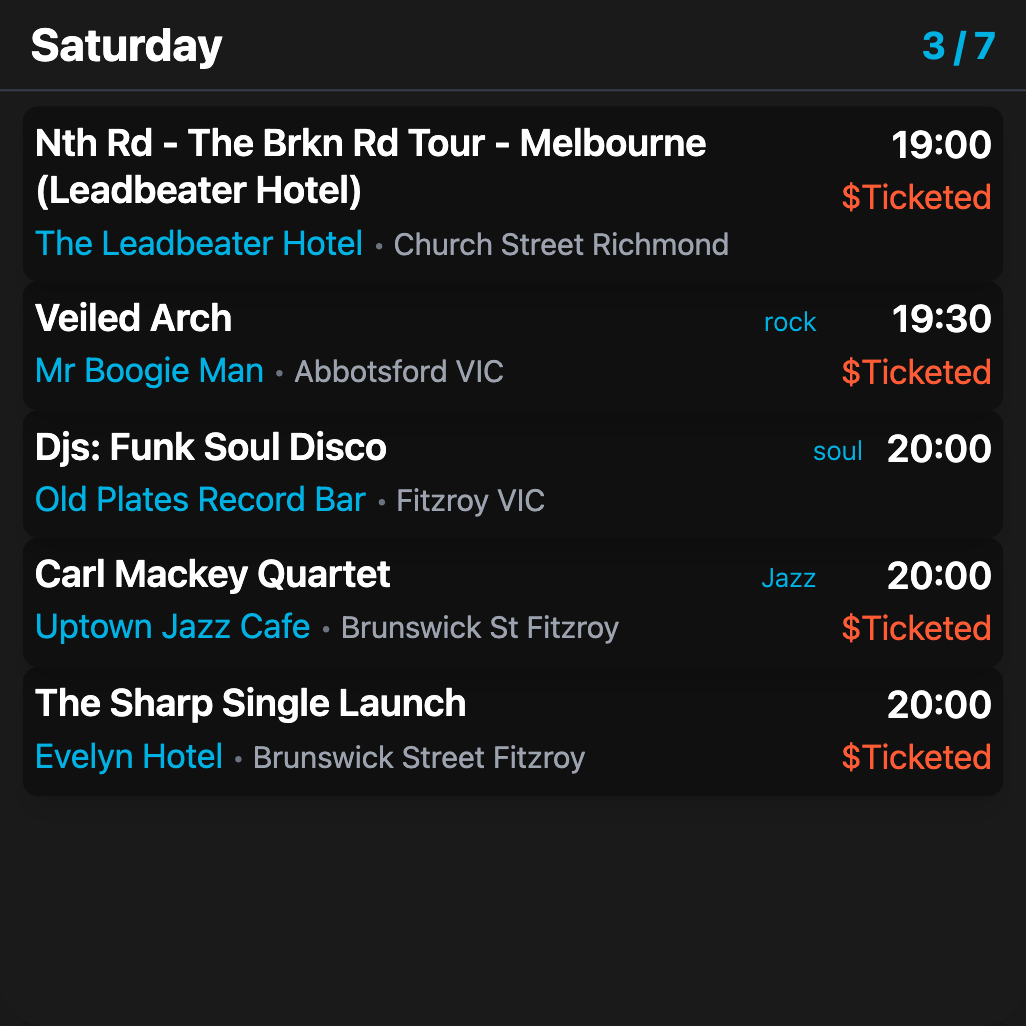 Saturday 3 / 7
Nth Rd - The Brkn Rd Tour - Melbourne 19:00
(Leadbeater Hotel) $Ticketed
The Leadbeater Hotel • Church Street Richmond
Veiled Arch rock 19:30
Mr Boogie Man • Abbotsford VIC $Ticketed
Djs: Funk Soul Disco soul 20:00
Old Plates Record Bar • Fitzroy VIC
Carl Mackey Quartet Jazz 20:00
Uptown Jazz Cafe • Brunswick St Fitzroy $Ticketed
The Sharp Single Launch 20:00
Evelyn Hotel • Brunswick Street Fitzroy $Ticketed